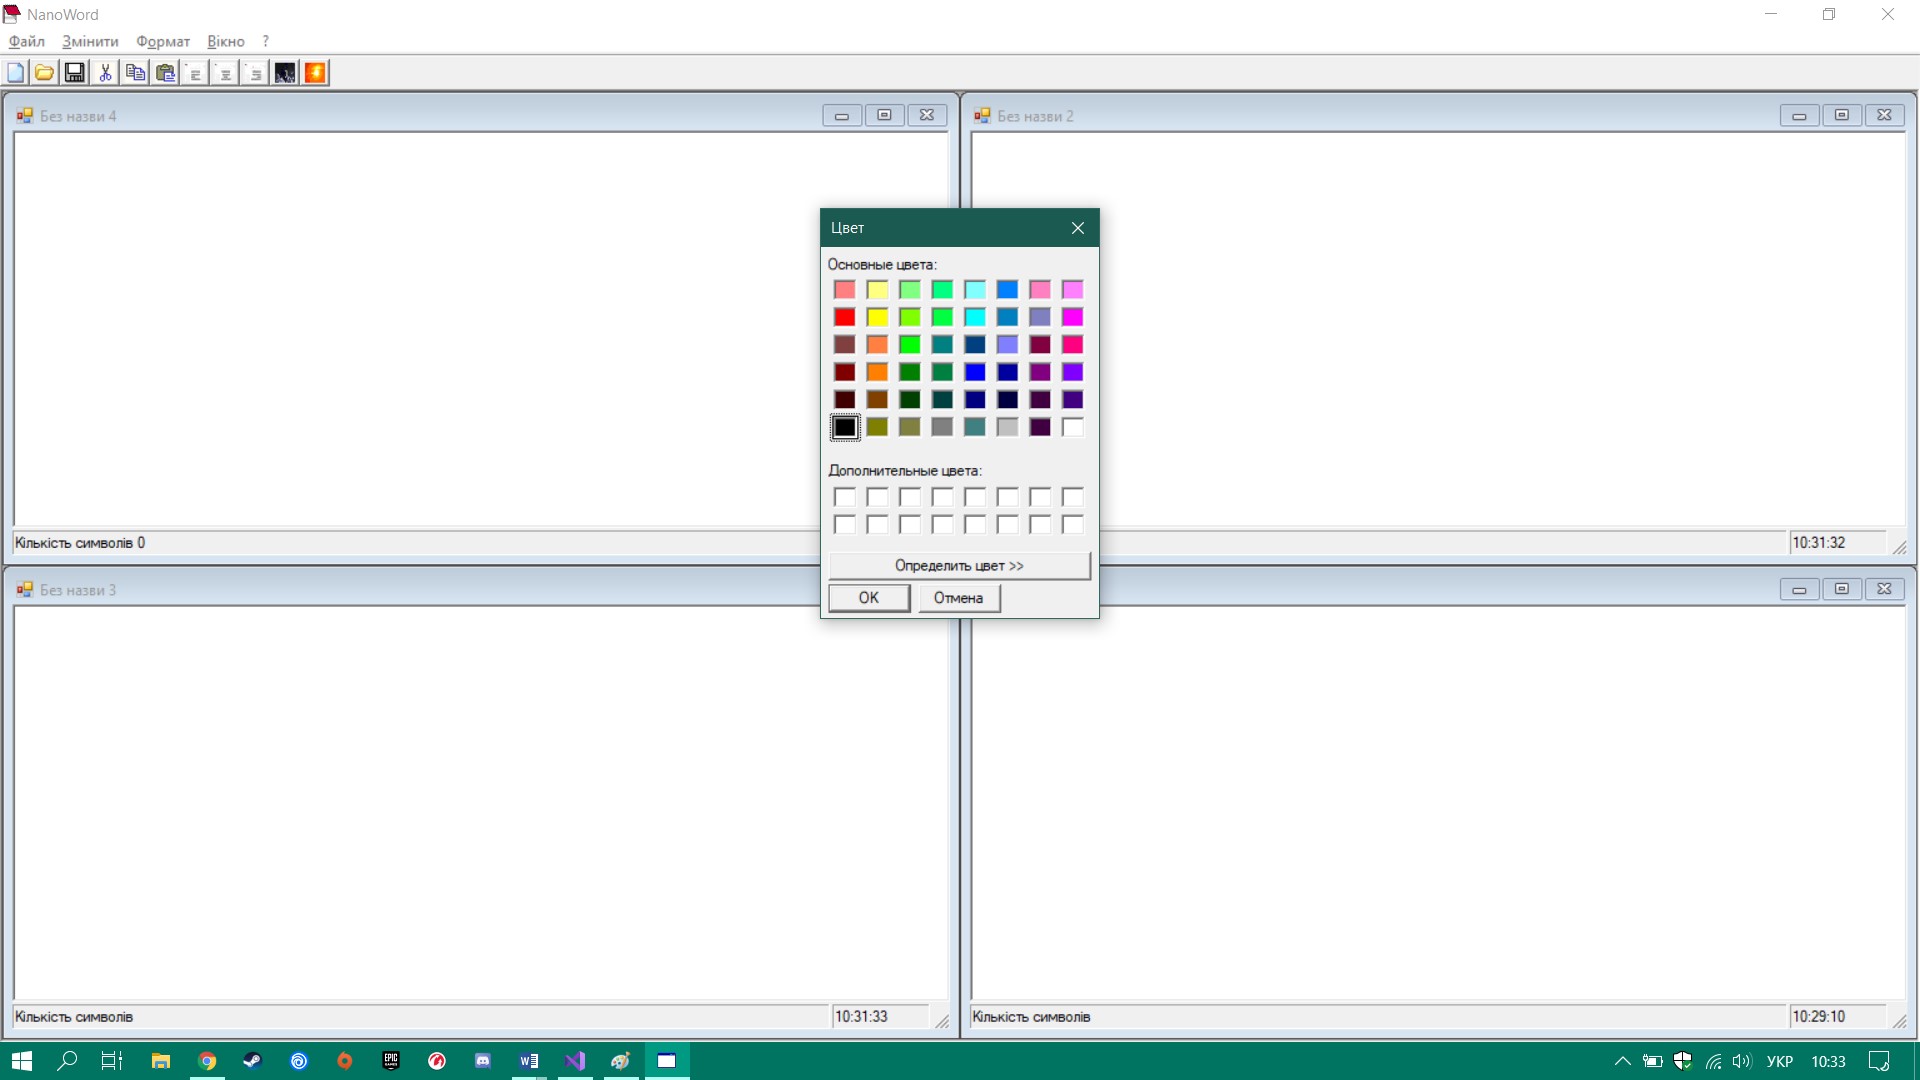 NanoWord
Файл Змінити Формат Вікно ?
Без назви 4
Без назви 2
Цвет
Основные цвета:
Дополнительные цвета:
Определить цвет >>
OK Отмена
Кількість символів 0
10:31:32
Без назви 3
Кількість символів 10:31:33
Кількість символів 10:29:10
EPIC GAMES
УКР 10:33